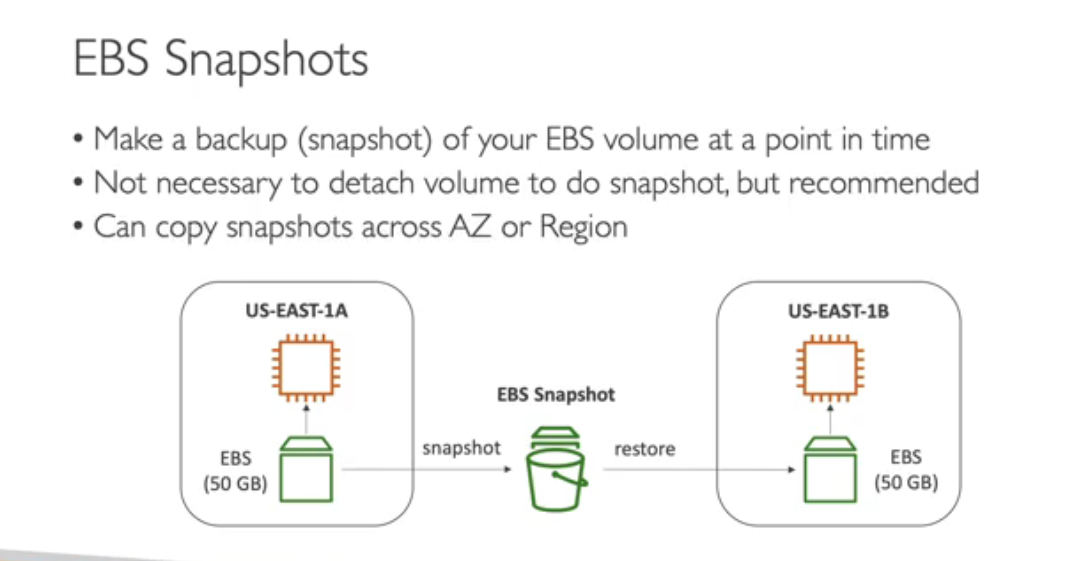 EBS Snapshots
• Make a backup (snapshot) of your EBS volume at a point in time
• Not necessary to detach volume to do snapshot, but recommended
• Can copy snapshots across AZ or Region
US-EAST-1A
US-EAST-1B
EBS Snapshot
snapshot
restore
EBS
(50 GB)
EBS
(50 GB)